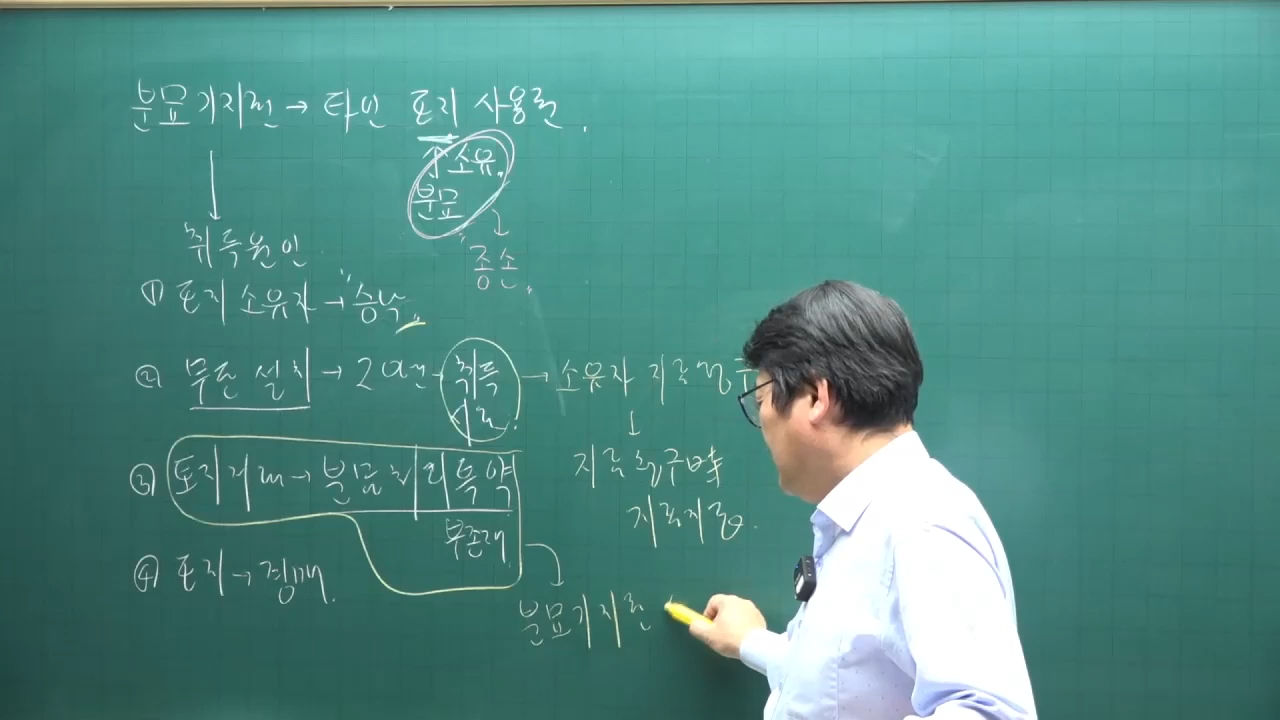 분묘기지권 → 타인 토지 사용권.
소유.
분묘
종손.
취득원인
① 토지 소유자 → "승낙"
② 무단 설치 → 20년 취득시효. → 소유자 지료청구
↓
지료청구時
지료지급.
③ 토지매매 → 분묘 특약
부존재
④ 토지 → 경매.
분묘기지권